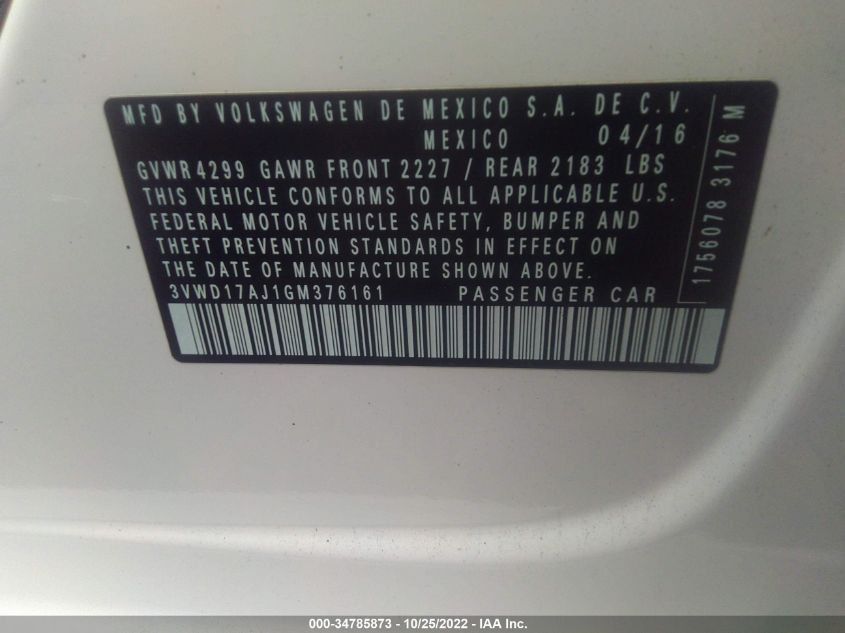 MFD BY VOLKSWAGEN DE MEXICO S.A. DE C.V.
MEXICO 04/16
GVWR 4299 GAWR FRONT 2227 / REAR 2183 LBS
THIS VEHICLE CONFORMS TO ALL APPLICABLE U.S.
FEDERAL MOTOR VEHICLE SAFETY, BUMPER AND
THEFT PREVENTION STANDARDS IN EFFECT ON
THE DATE OF MANUFACTURE SHOWN ABOVE.
3VWD17AJ1GM376161 PASSENGER CAR
1756078 3176 M
000-34785873 - 10/25/2022 - IAA Inc.